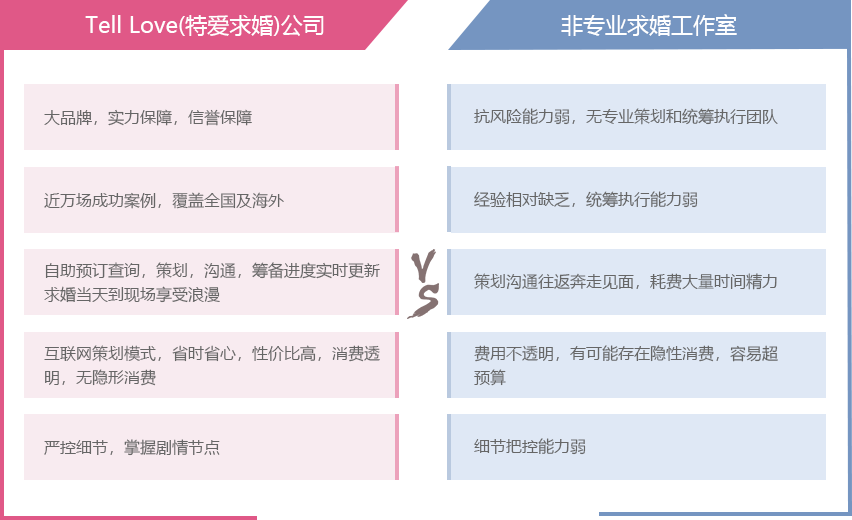 Tell Love(特爱求婚)公司
非专业求婚工作室
大品牌，实力保障，信誉保障
抗风险能力弱，无专业策划和统筹执行团队
近万场成功案例，覆盖全国及海外
经验相对缺乏，统筹执行能力弱
自助预订查询，策划，沟通，筹备进度实时更新
求婚当天到现场享受浪漫
VS
策划沟通往返奔走见面，耗费大量时间精力
互联网策划模式，省时省心，性价比高，消费透
明，无隐形消费
费用不透明，有可能存在隐性消费，容易超
预算
严控细节，掌握剧情节点
细节把控能力弱